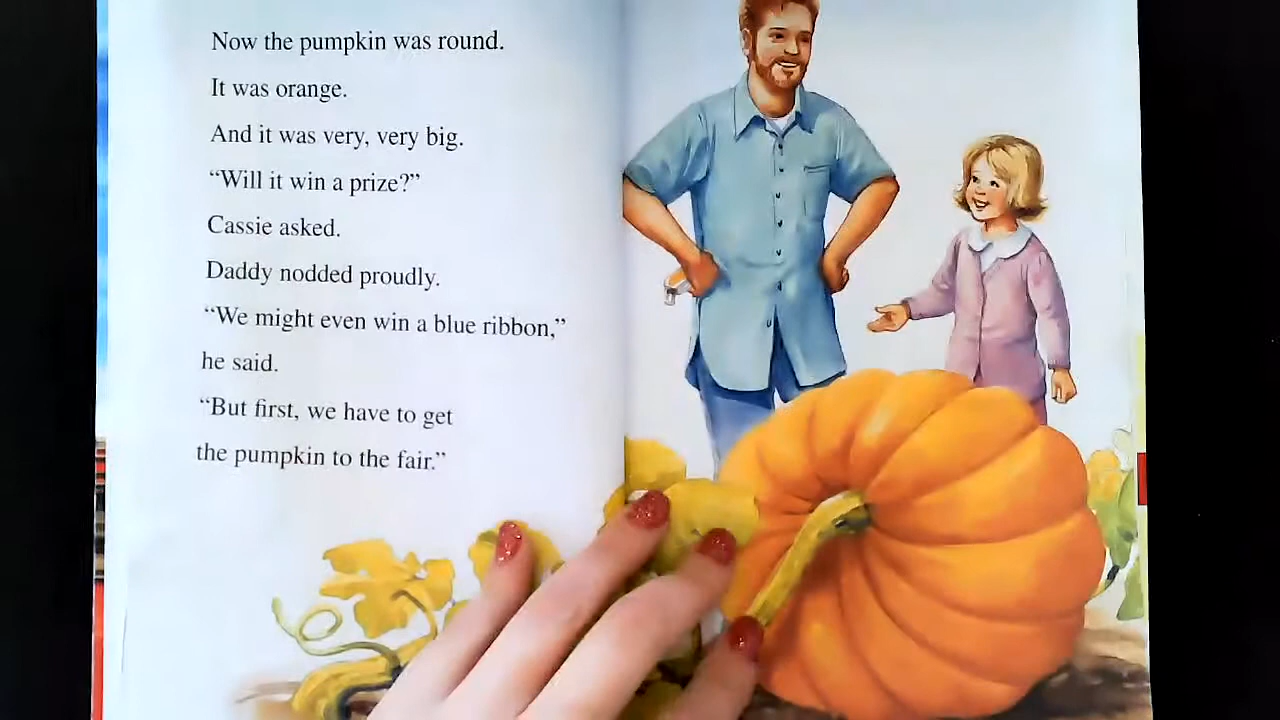 Now the pumpkin was round.
It was orange.
And it was very, very big.
“Will it win a prize?”
Cassie asked.
Daddy nodded proudly.
“We might even win a blue ribbon,”
he said.
“But first, we have to get
the pumpkin to the fair.”